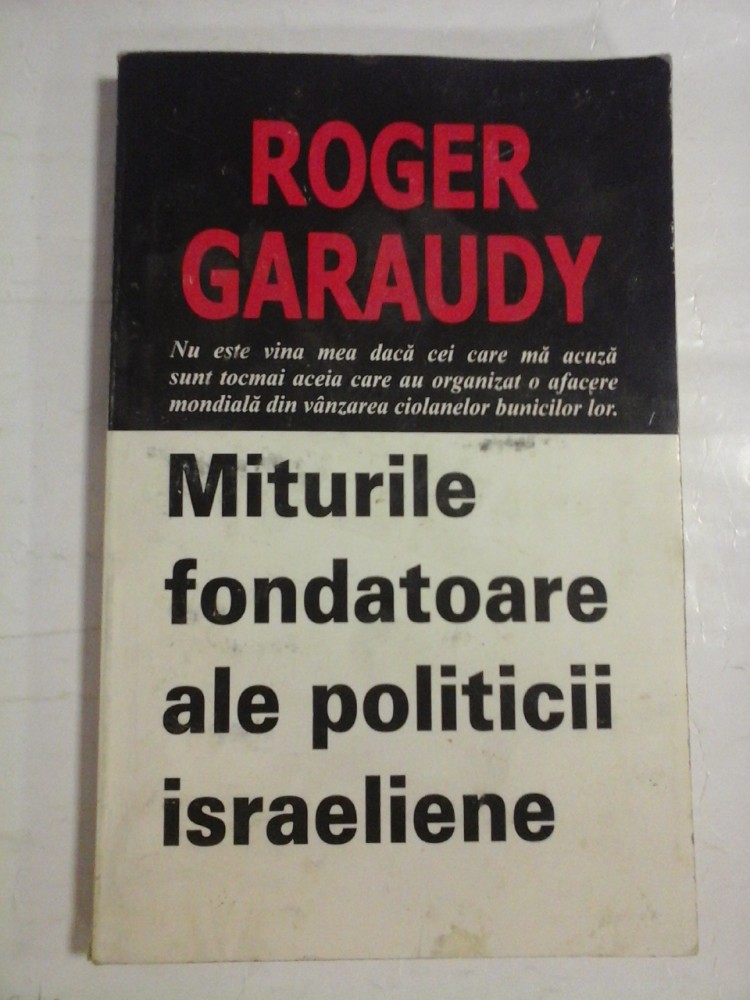 ROGER
GARAUDY
Nu este vina mea dacă cei care mă acuză
sunt tocmai aceia care au organizat o afacere
mondială din vânzarea ciolanelor bunicilor lor.
Miturile
fondatoare
ale politicii
israeliene